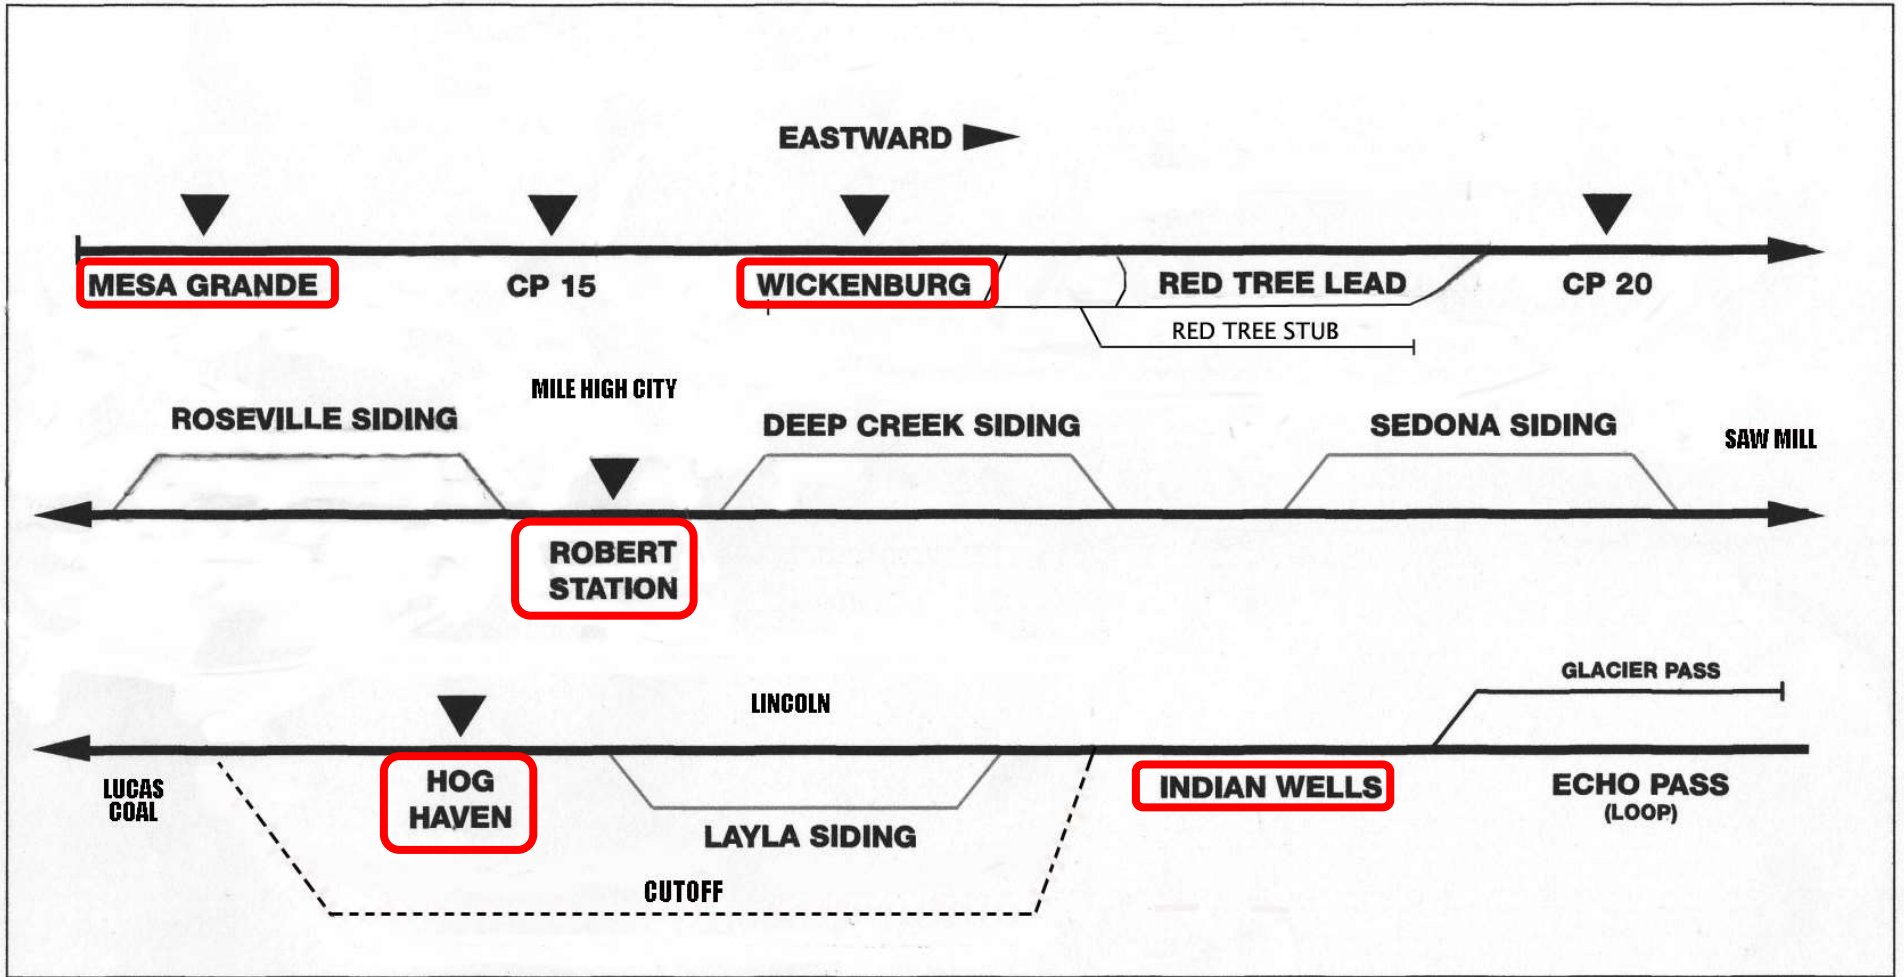 EASTWARD
MESA GRANDE
CP 15
WICKENBURG
RED TREE LEAD
CP 20
RED TREE STUB
MILE HIGH CITY
ROSEVILLE SIDING
DEEP CREEK SIDING
SEDONA SIDING
SAW MILL
ROBERT
STATION
GLACIER PASS
LINCOLN
LUCAS
COAL
HOG
HAVEN
LAYLA SIDING
INDIAN WELLS
ECHO PASS
(LOOP)
CUTOFF